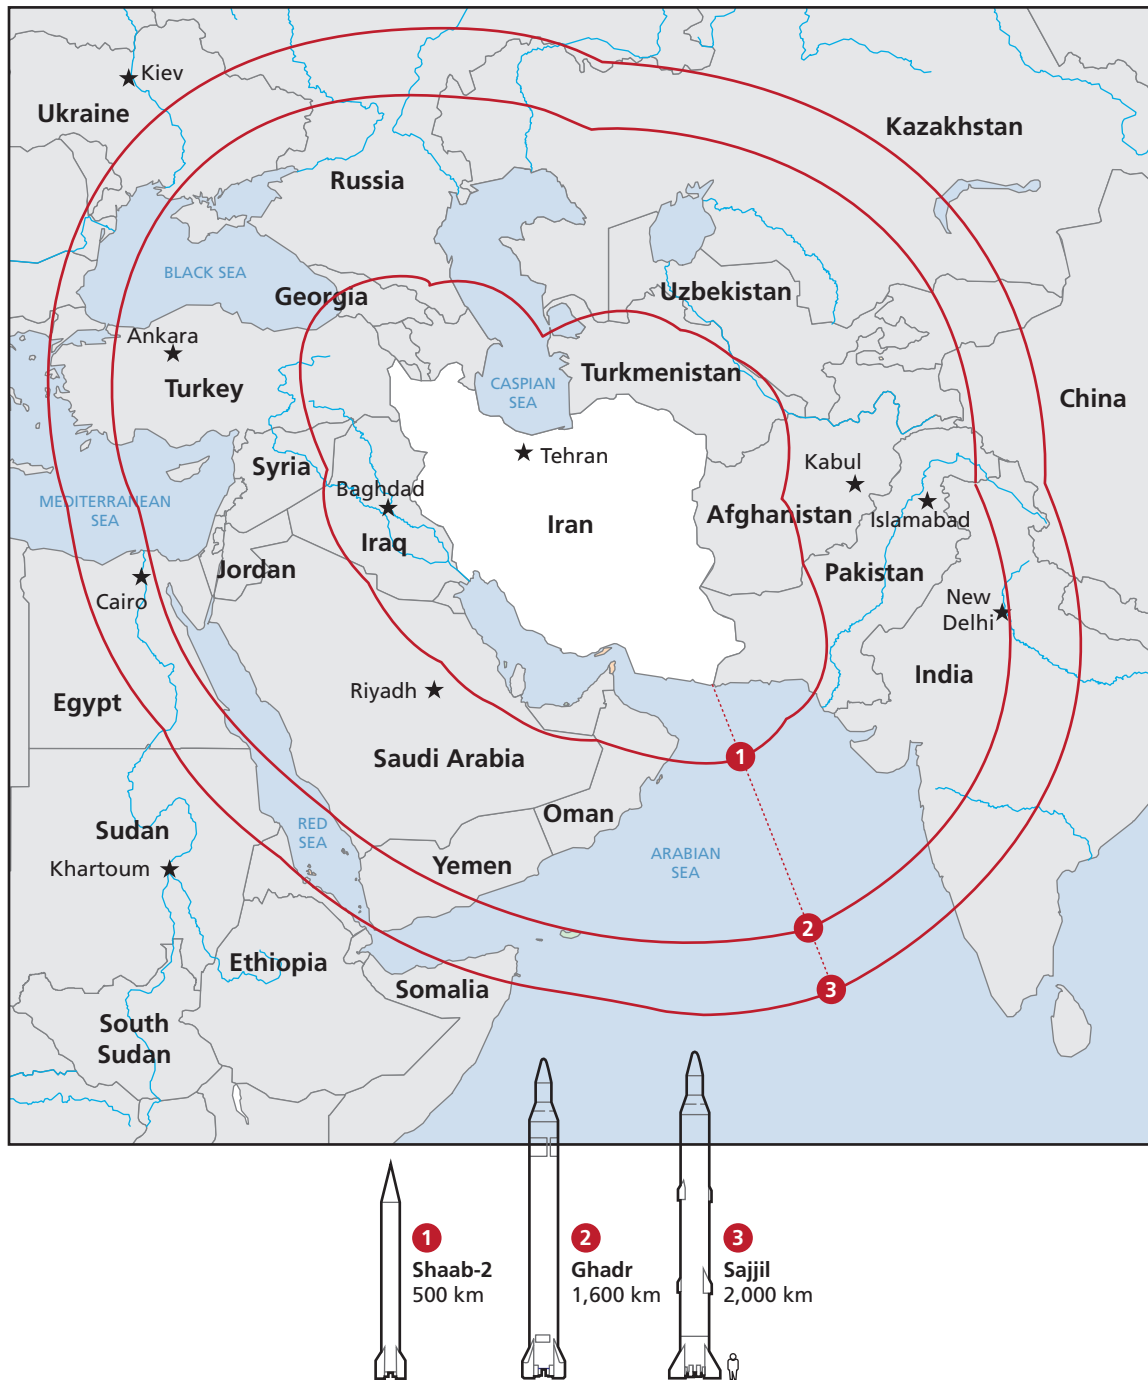 Kiev
Ukraine
Kazakhstan
Russia
BLACK SEA
Georgia
Uzbekistan
Ankara
Turkey
CASPIAN
SEA
Turkmenistan
China
Syria
Tehran
Kabul
Baghdad
MEDITERRANEAN
SEA
Iran
Afghanistan
Islamabad
Iraq
Jordan
Pakistan
Cairo
New
Delhi
India
Riyadh
Egypt
Saudi Arabia
1
Oman
RED
SEA
Sudan
Khartoum
Yemen
ARABIAN
SEA
2
Ethiopia
Somalia
3
South
Sudan
1
Shaab-2
500 km
2
Ghadr
1,600 km
3
Sajjil
2,000 km